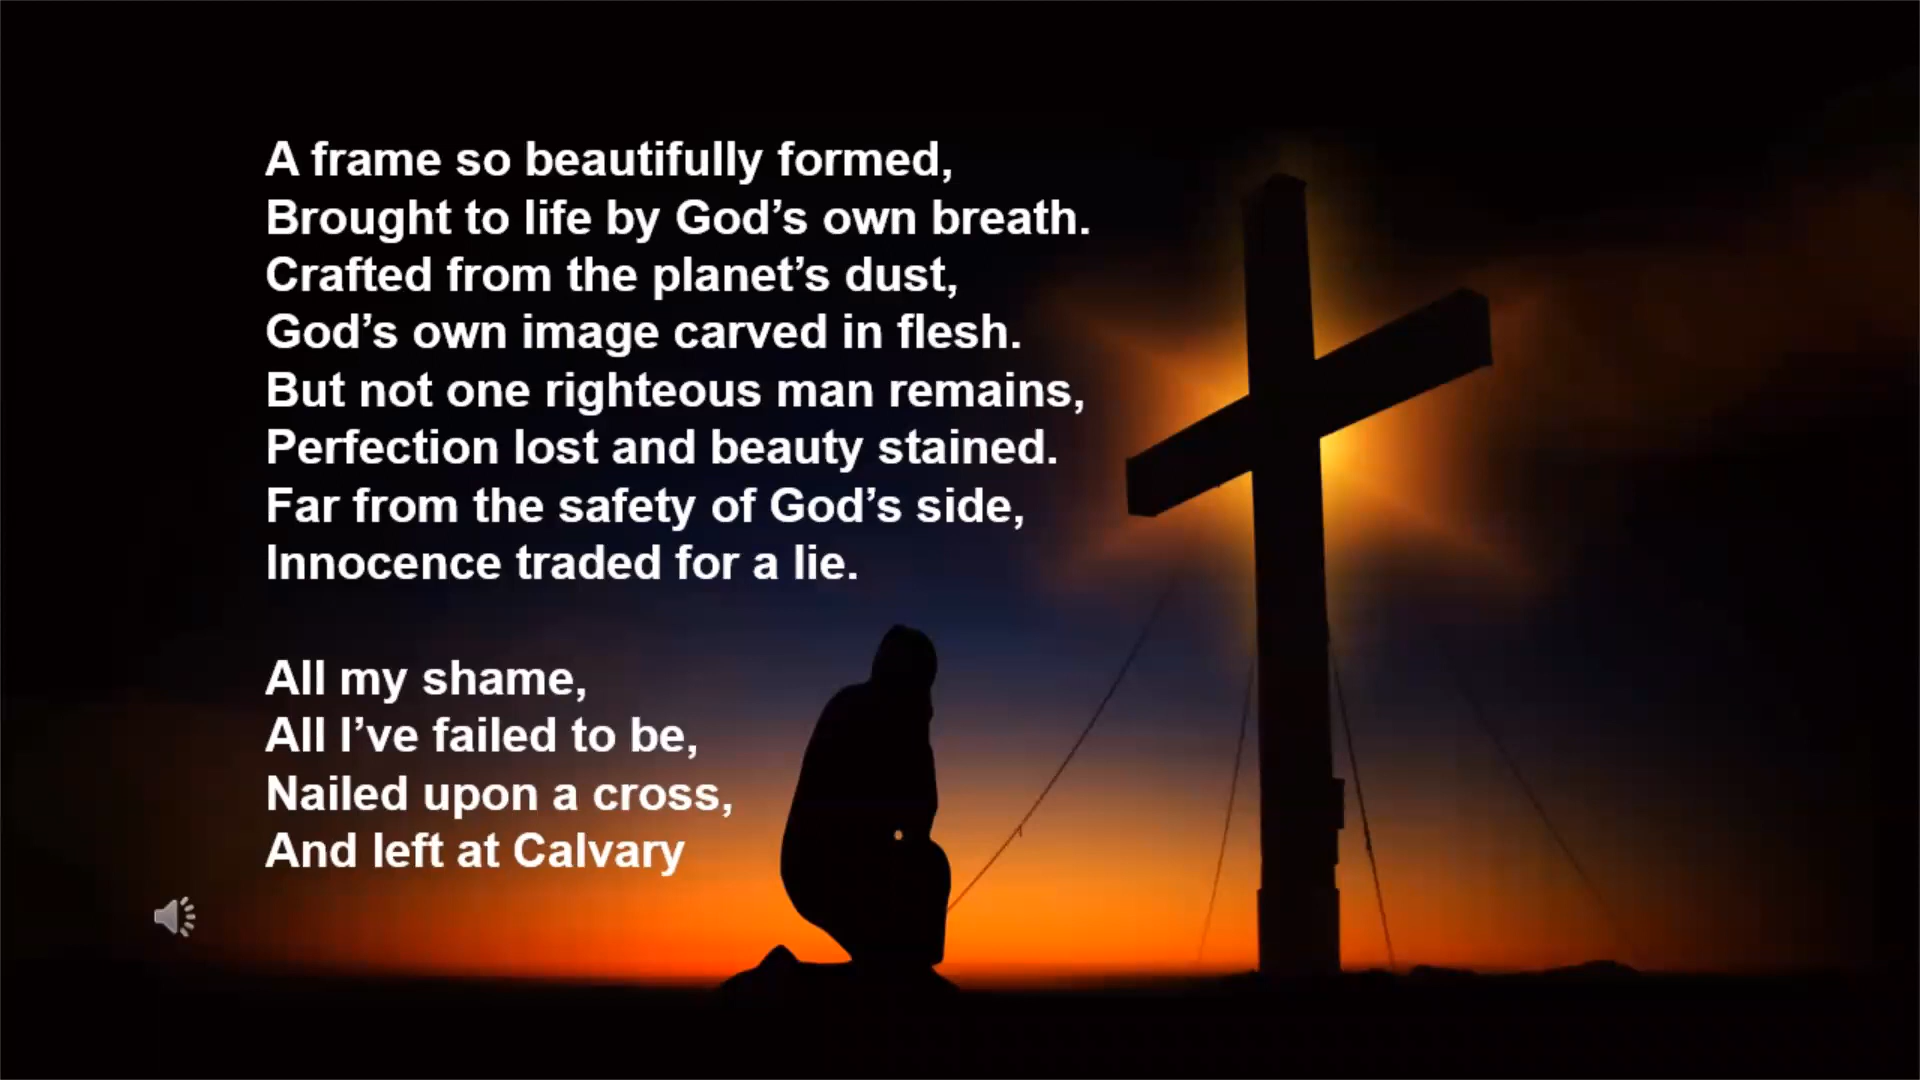 A frame so beautifully formed,
Brought to life by God’s own breath.
Crafted from the planet’s dust,
God’s own image carved in flesh.
But not one righteous man remains,
Perfection lost and beauty stained.
Far from the safety of God’s side,
Innocence traded for a lie.
All my shame,
All I’ve failed to be,
Nailed upon a cross,
And left at Calvary